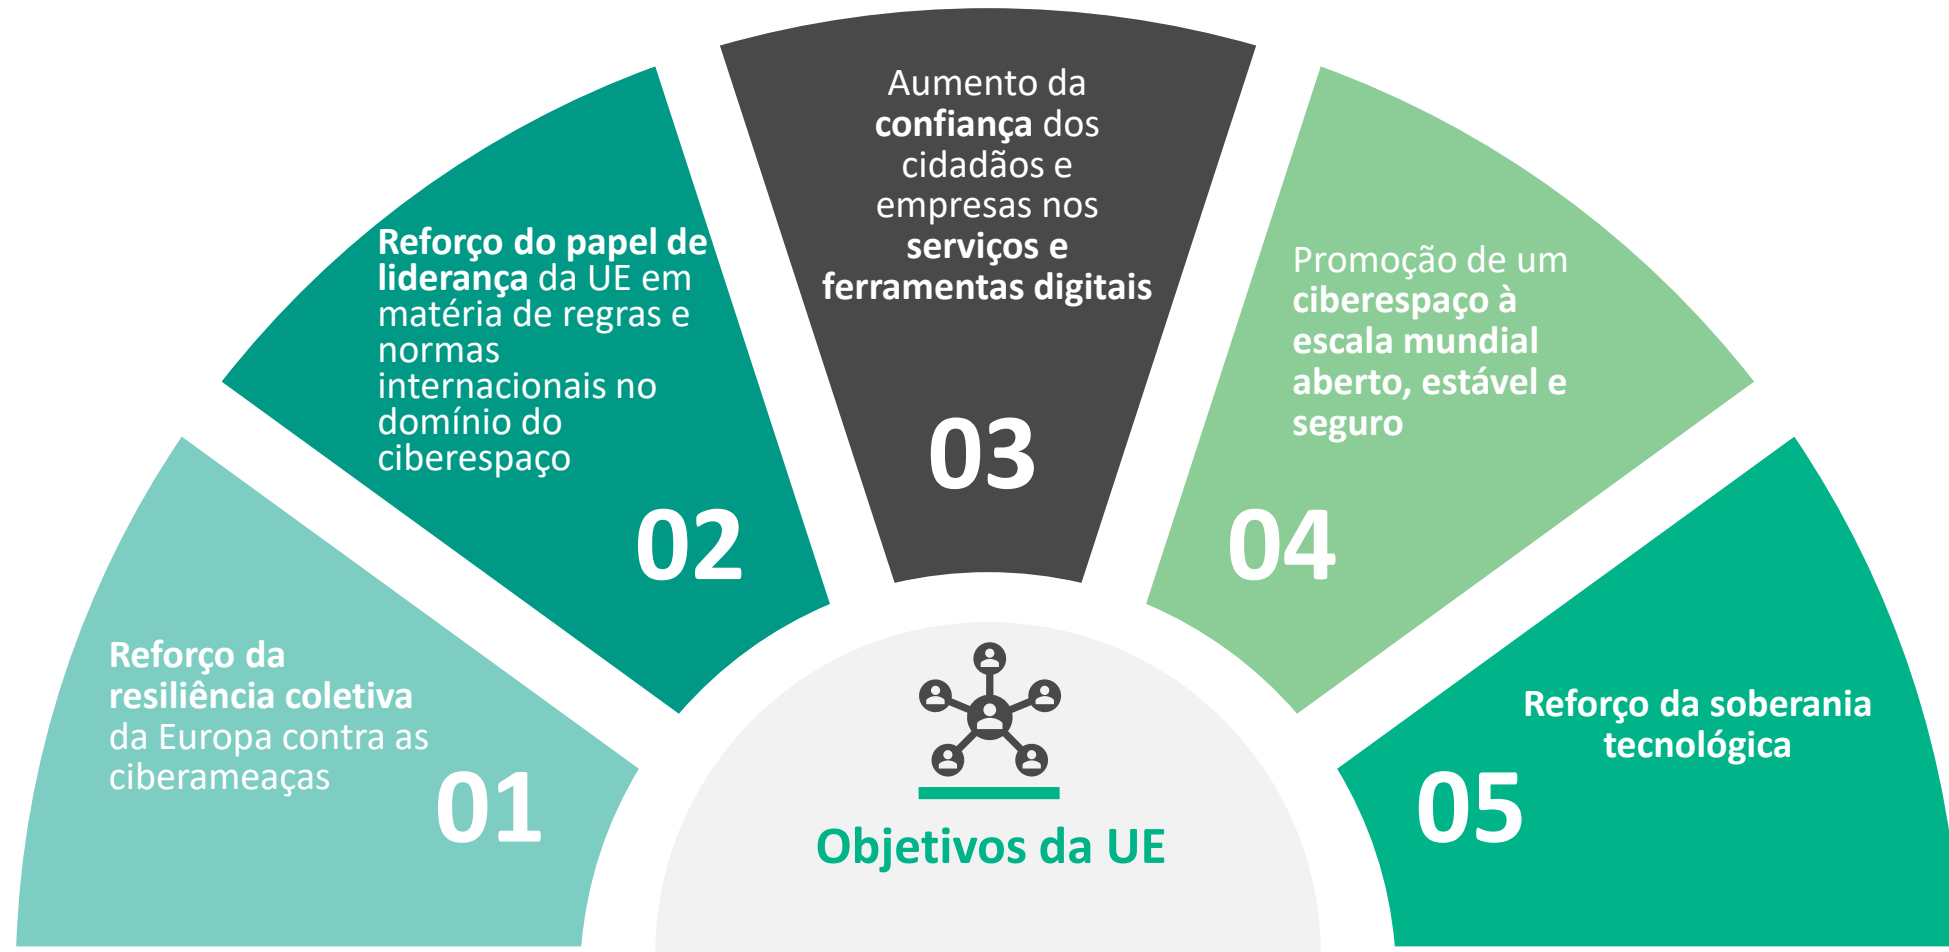 Reforço da
resiliência coletiva
da Europa contra as
ciberameaças
01
Reforço do papel de
liderança da UE em
matéria de regras e
normas
internacionais no
domínio do
ciberespaço
02
Aumento da
confiança dos
cidadãos e
empresas nos
serviços e
ferramentas digitais
03
Promoção de um
ciberespaço à
escala mundial
aberto, estável e
seguro
04
Reforço da soberania
tecnológica
05
Objetivos da UE